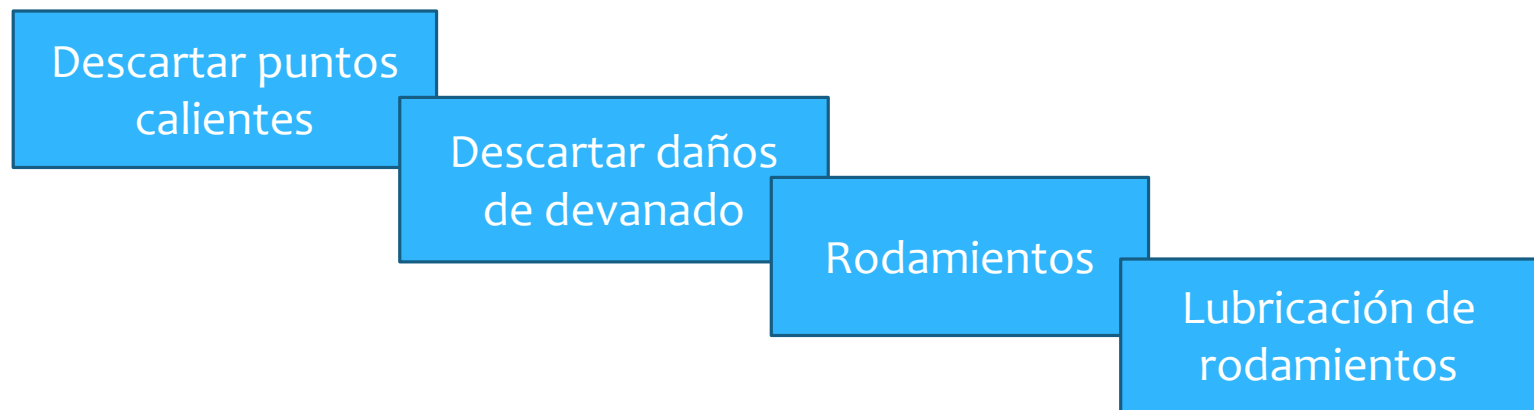 Descartar puntos
calientes
Descartar daños
de devanado
Rodamientos
Lubricación de
rodamientos